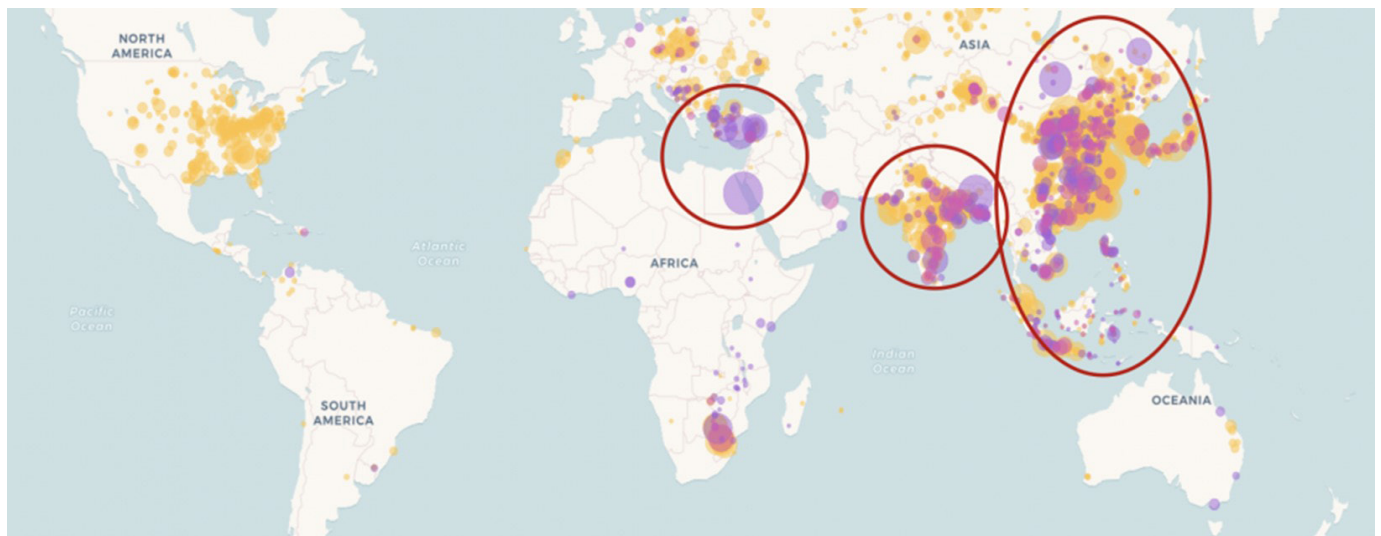 NORTH
AMERICA
ASIA
Atlantic
Ocean
AFRICA
Pacific
Ocean
Indian
Ocean
SOUTH
AMERICA
OCEANIA